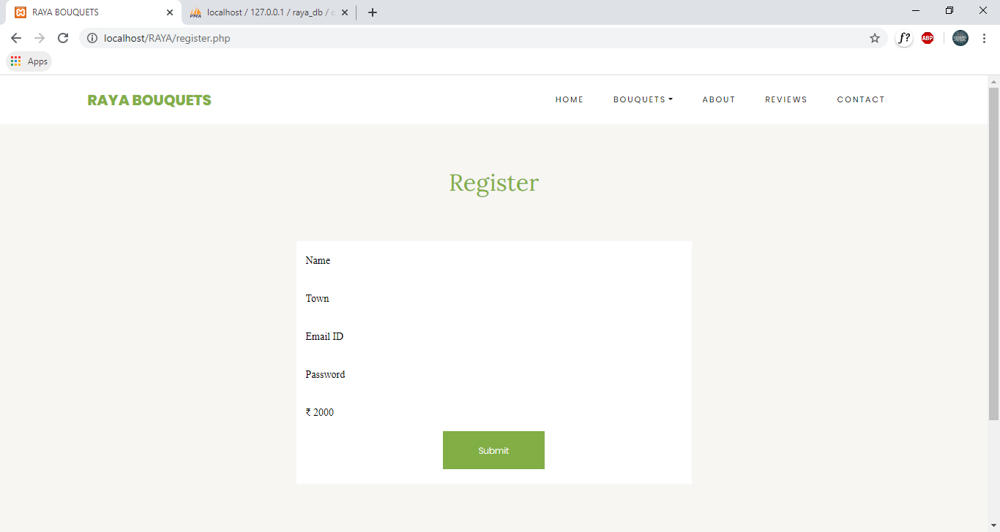 RAYA BOUQUETS
localhost / 127.0.0.1 / raya_db / c
localhost/RAYA/register.php
f?
ABP
Apps
RAYA BOUQUETS
HOME BOUQUETS ABOUT REVIEWS CONTACT
Register
Name
Town
Email ID
Password
₹ 2000
Submit